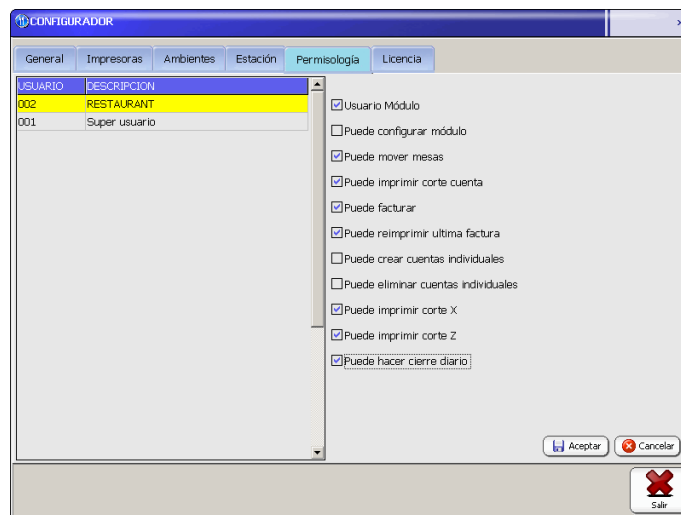 CONFIGURADOR
General Impresoras Ambientes Estación Permisología Licencia
USUARIO DESCRIPCION
002 RESTAURANT
001 Super usuario
Usuario Módulo
Puede configurar módulo
Puede mover mesas
Puede imprimir corte cuenta
Puede facturar
Puede reimprimir ultima factura
Puede crear cuentas individuales
Puede eliminar cuentas individuales
Puede imprimir corte X
Puede imprimir corte Z
Puede hacer cierre diario
Aceptar Cancelar
Salir